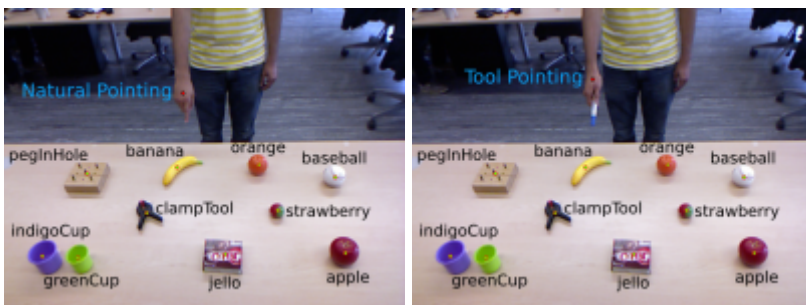 Natural Pointing
pegInHole
banana
orange
baseball
clampTool
strawberry
indigoCup
greenCup
jello
apple
Tool Pointing
pegInHole
banana
orange
baseball
clampTool
strawberry
indigoCup
greenCup
jello
apple